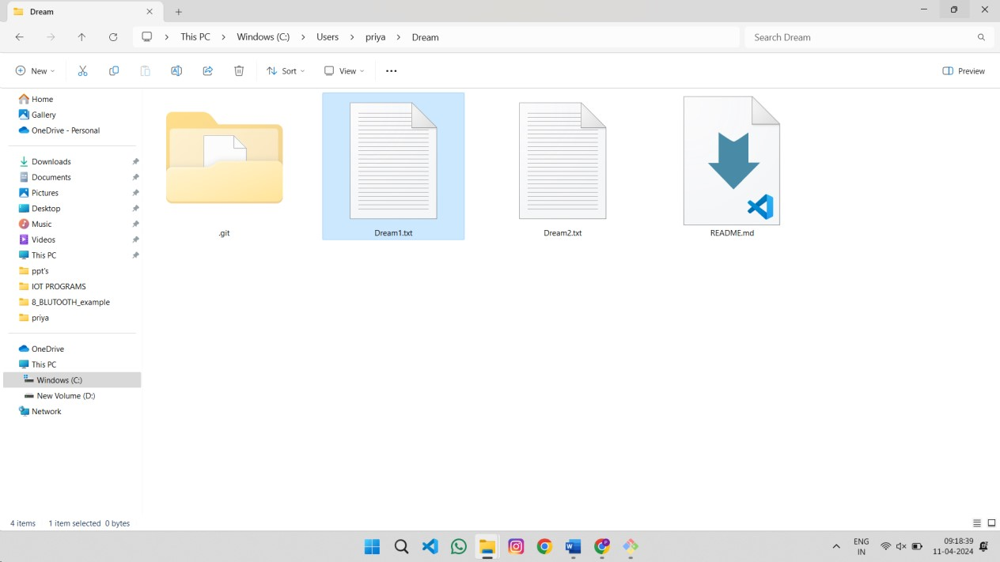 Dream
This PC
Windows (C:)
Users
priya
Dream
Search Dream
New
Sort
View
Preview
Home
Gallery
OneDrive - Personal
Downloads
Documents
Pictures
Desktop
Music
Videos
This PC
ppt's
IOT PROGRAMS
8_BLUTOOTH_example
priya
OneDrive
This PC
Windows (C:)
New Volume (D:)
Network
.git
Dream1.txt
Dream2.txt
README.md
4 items
1 item selected 0 bytes
ENG
IN
09:18:39
11-04-2024